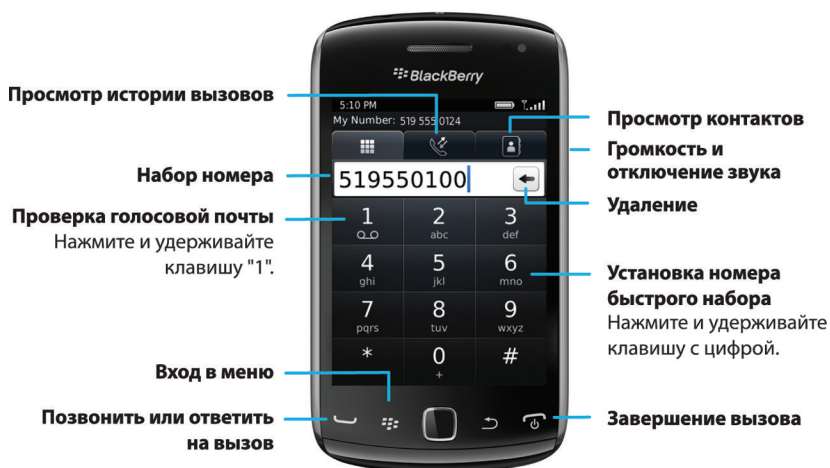 BlackBerry
Просмотр истории вызовов
5:10 PM
My Number: 519 555 0124
Просмотр контактов
Громкость и
отключение звука
Набор номера
519550100
Удаление
Проверка голосовой почты
Нажмите и удерживайте
клавишу "1".
1 2 3
abc def
4 5 6
ghi jkl mno
7 8 9
pqrs tuv wxyz
* 0 #
+
Установка номера
быстрого набора
Нажмите и удерживайте
клавишу с цифрой.
Вход в меню
Позвонить или ответить
на вызов
Завершение вызова